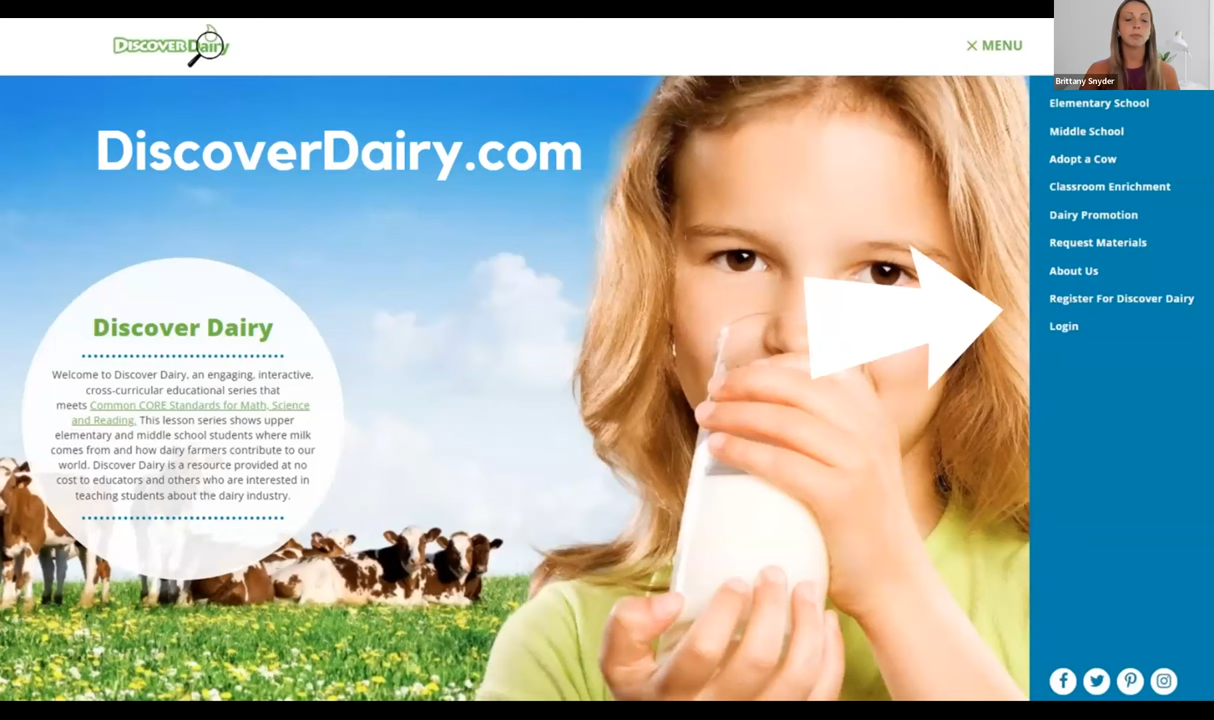 DISCOVER Dairy
MENU
Brittany Snyder
DiscoverDairy.com
Elementary School
Middle School
Adopt a Cow
Classroom Enrichment
Dairy Promotion
Request Materials
About Us
Register For Discover Dairy
Login
Discover Dairy
Welcome to Discover Dairy, an engaging, interactive,
cross-curricular educational series that
meets Common CORE Standards for Math, Science
and Reading. This lesson series shows upper
elementary and middle school students where milk
comes from and how dairy farmers contribute to our
world. Discover Dairy is a resource provided at no
cost to educators and others who are interested in
teaching students about the dairy industry.